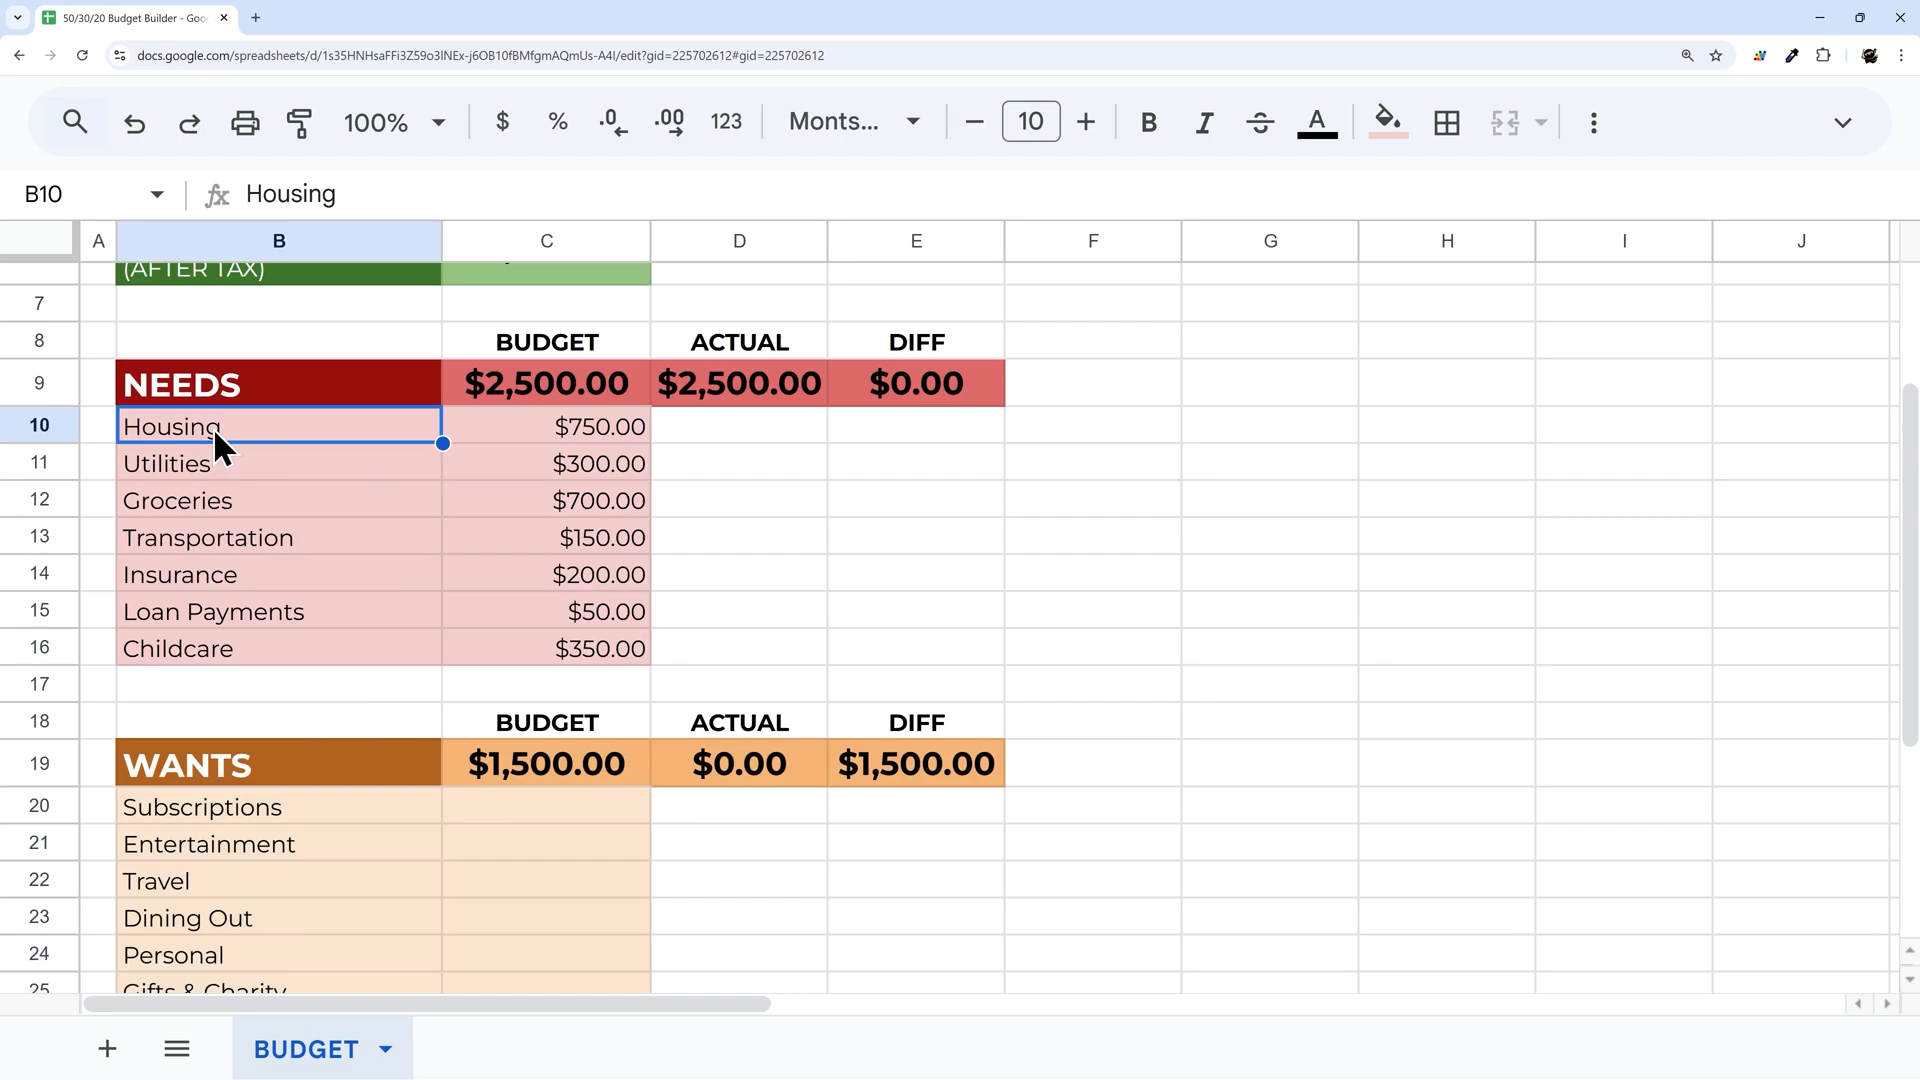 50/30/20 Budget Builder - Goo
docs.google.com/spreadsheets/d/1s35HNHsaFFi3Z59o3lNEx-j6OB10fBMfgmAQmUs-A4I/edit?gid=225702612#gid=225702612
100% $ % .0 .00 123 Monts... 10 B I S A
B10 fx Housing
A B C D E F G H I J
(AFTER TAX)
7
8 BUDGET ACTUAL DIFF
9 NEEDS $2,500.00 $2,500.00 $0.00
10 Housing $750.00
11 Utilities $300.00
12 Groceries $700.00
13 Transportation $150.00
14 Insurance $200.00
15 Loan Payments $50.00
16 Childcare $350.00
17
18 BUDGET ACTUAL DIFF
19 WANTS $1,500.00 $0.00 $1,500.00
20 Subscriptions
21 Entertainment
22 Travel
23 Dining Out
24 Personal
25 Gifts & Charity
BUDGET